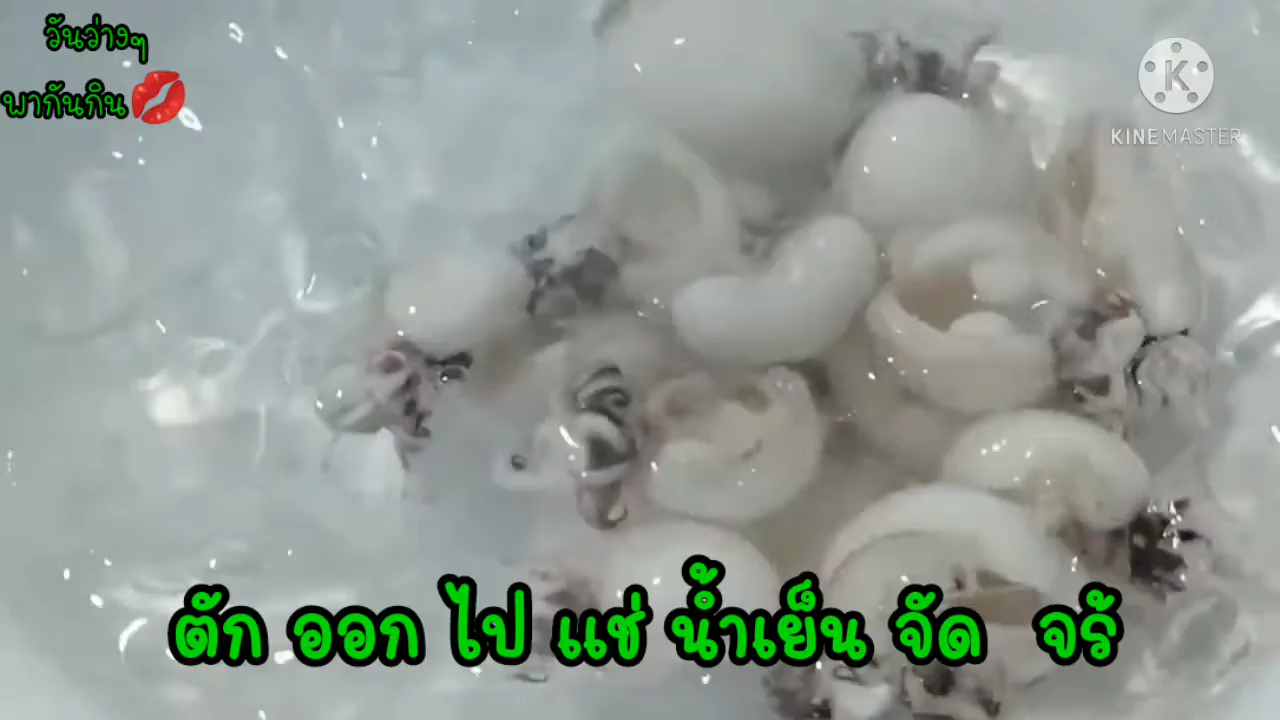 วันว่างๆ
พากันกิน
KINEMASTER
ตัก ออก ไป แช่ น้ำเย็น จัด จร้